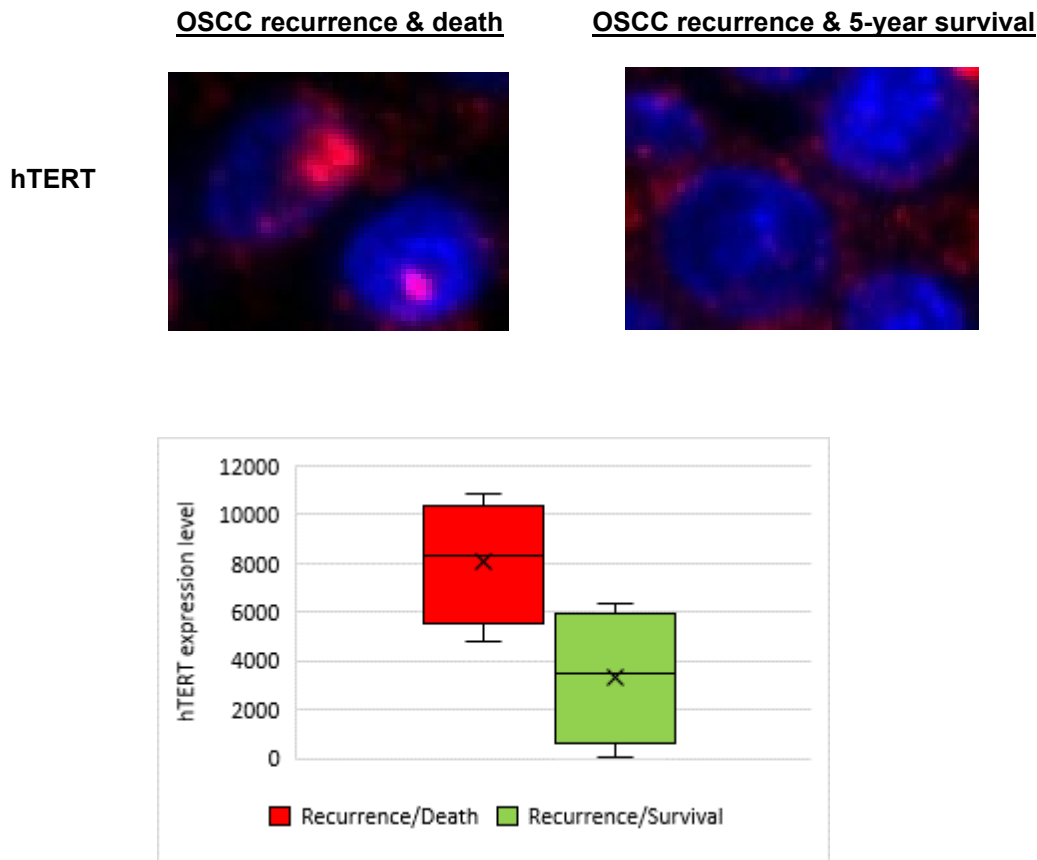 OSCC recurrence & death OSCC recurrence & 5-year survival
hTERT
12000
10000
8000
6000
4000
2000
0
hTERT expression level
Recurrence/Death Recurrence/Survival